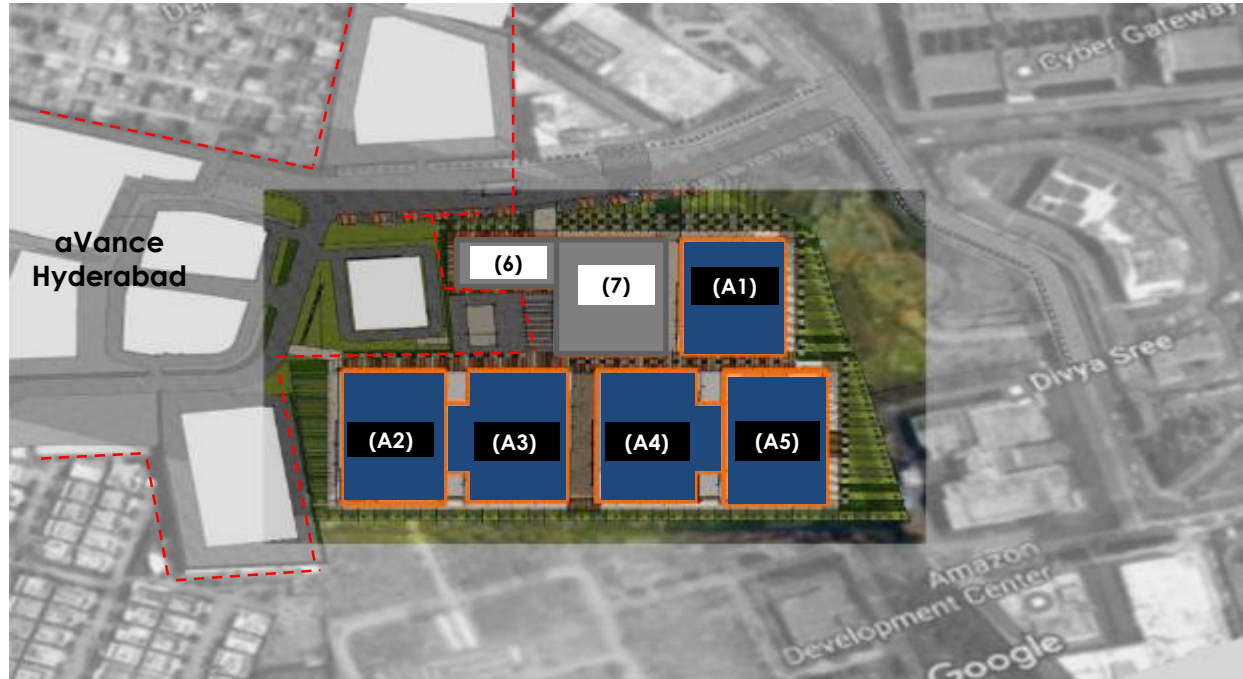 Cyber Gateway
aVance
Hyderabad
(6)
(7)
(A1)
Divya Sree
(A2)
(A3)
(A4)
(A5)
Amazon
Development Center
Google